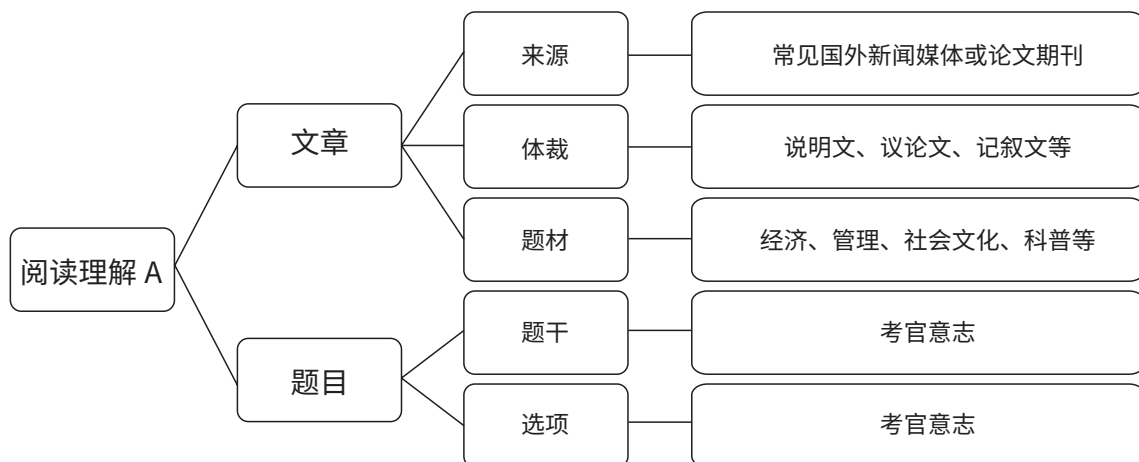 阅读理解 A
文章
来源
常见国外新闻媒体或论文期刊
体裁
说明文、议论文、记叙文等
题材
经济、管理、社会文化、科普等
题目
题干
考官意志
选项
考官意志